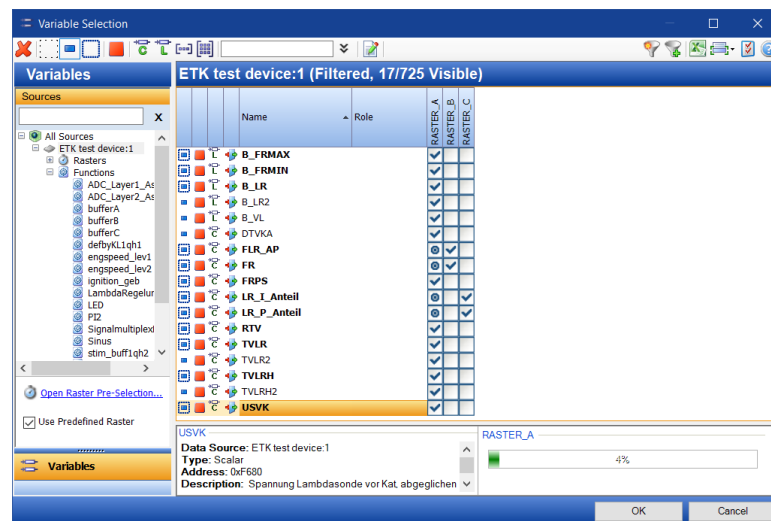 Variable Selection
Variables
ETK test device:1 (Filtered, 17/725 Visible)
Sources
X
All Sources
ETK test device:1
Rasters
Functions
ADC_Layer1_As
ADC_Layer2_As
bufferA
bufferB
bufferC
defbyKL1qh1
engspeed_lev1
engspeed_lev2
ignition_geb
LambdaRegelur
LED
PI2
Signalmultiplexi
Sinus
stim_buff1qh2
Open Raster Pre-Selection...
Use Predefined Raster
Variables
Name Role RASTER_A RASTER_B RASTER_C
L B_FRMAX
L B_FRMIN
L B_LR
L B_LR2
L B_VL
C DTVKA
C FLR_AP
C FR
C FRPS
C LR_I_Anteil
C LR_P_Anteil
C RTV
C TVLR
C TVLR2
C TVLRH
C TVLRH2
C USVK
USVK
Data Source: ETK test device:1
Type: Scalar
Address: 0xF680
Description: Spannung Lambdasonde vor Kat, abgeglichen
RASTER_A
4%
OK Cancel